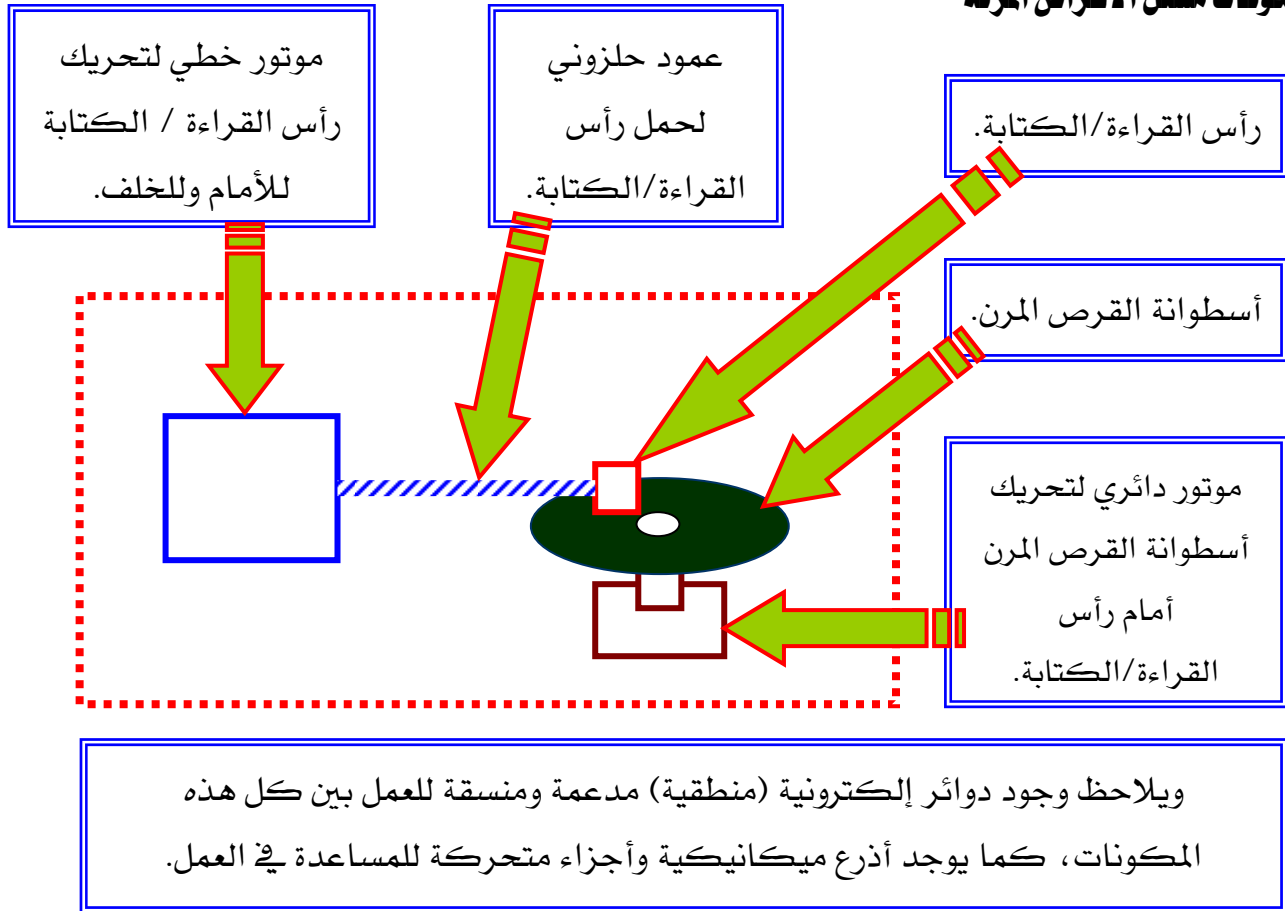 موتور خطي لتحريك
رأس القراءة / الكتابة
للأمام وللخلف.
عمود حلزوني
لحمل رأس
القراءة/الكتابة.
رأس القراءة/الكتابة.
أسطوانة القرص المرن.
موتور دائري لتحريك
أسطوانة القرص المرن
أمام رأس
القراءة/الكتابة.
ويلاحظ وجود دوائر إلكترونية (منطقية) مدعمة ومنسقة للعمل بين كل هذه
المكونات، كما يوجد أذرع ميكانيكية وأجزاء متحركة للمساعدة في العمل.